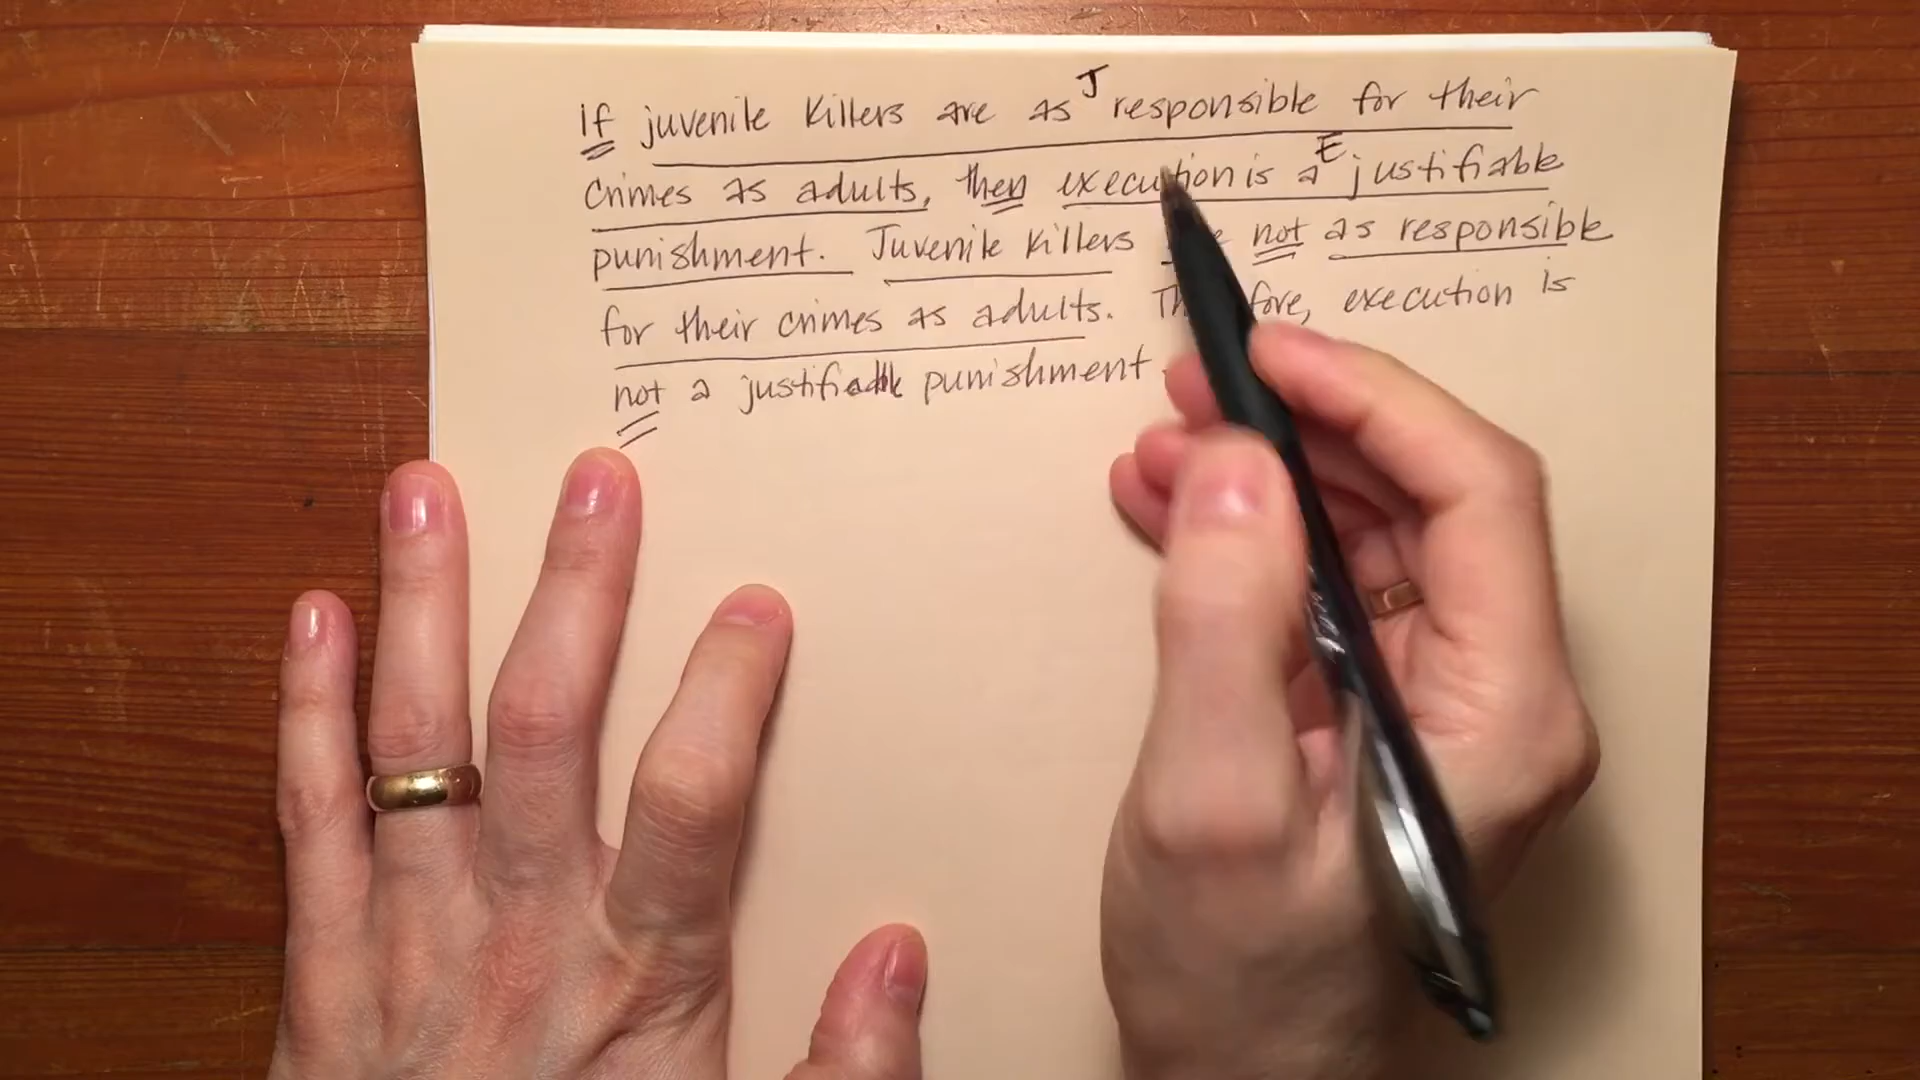 J
If juvenile killers are as responsible for their
E
crimes as adults, then execution is a justifiable
punishment. Juvenile killers not as responsible
for their crimes as adults. execution is
not a justifiable punishment.